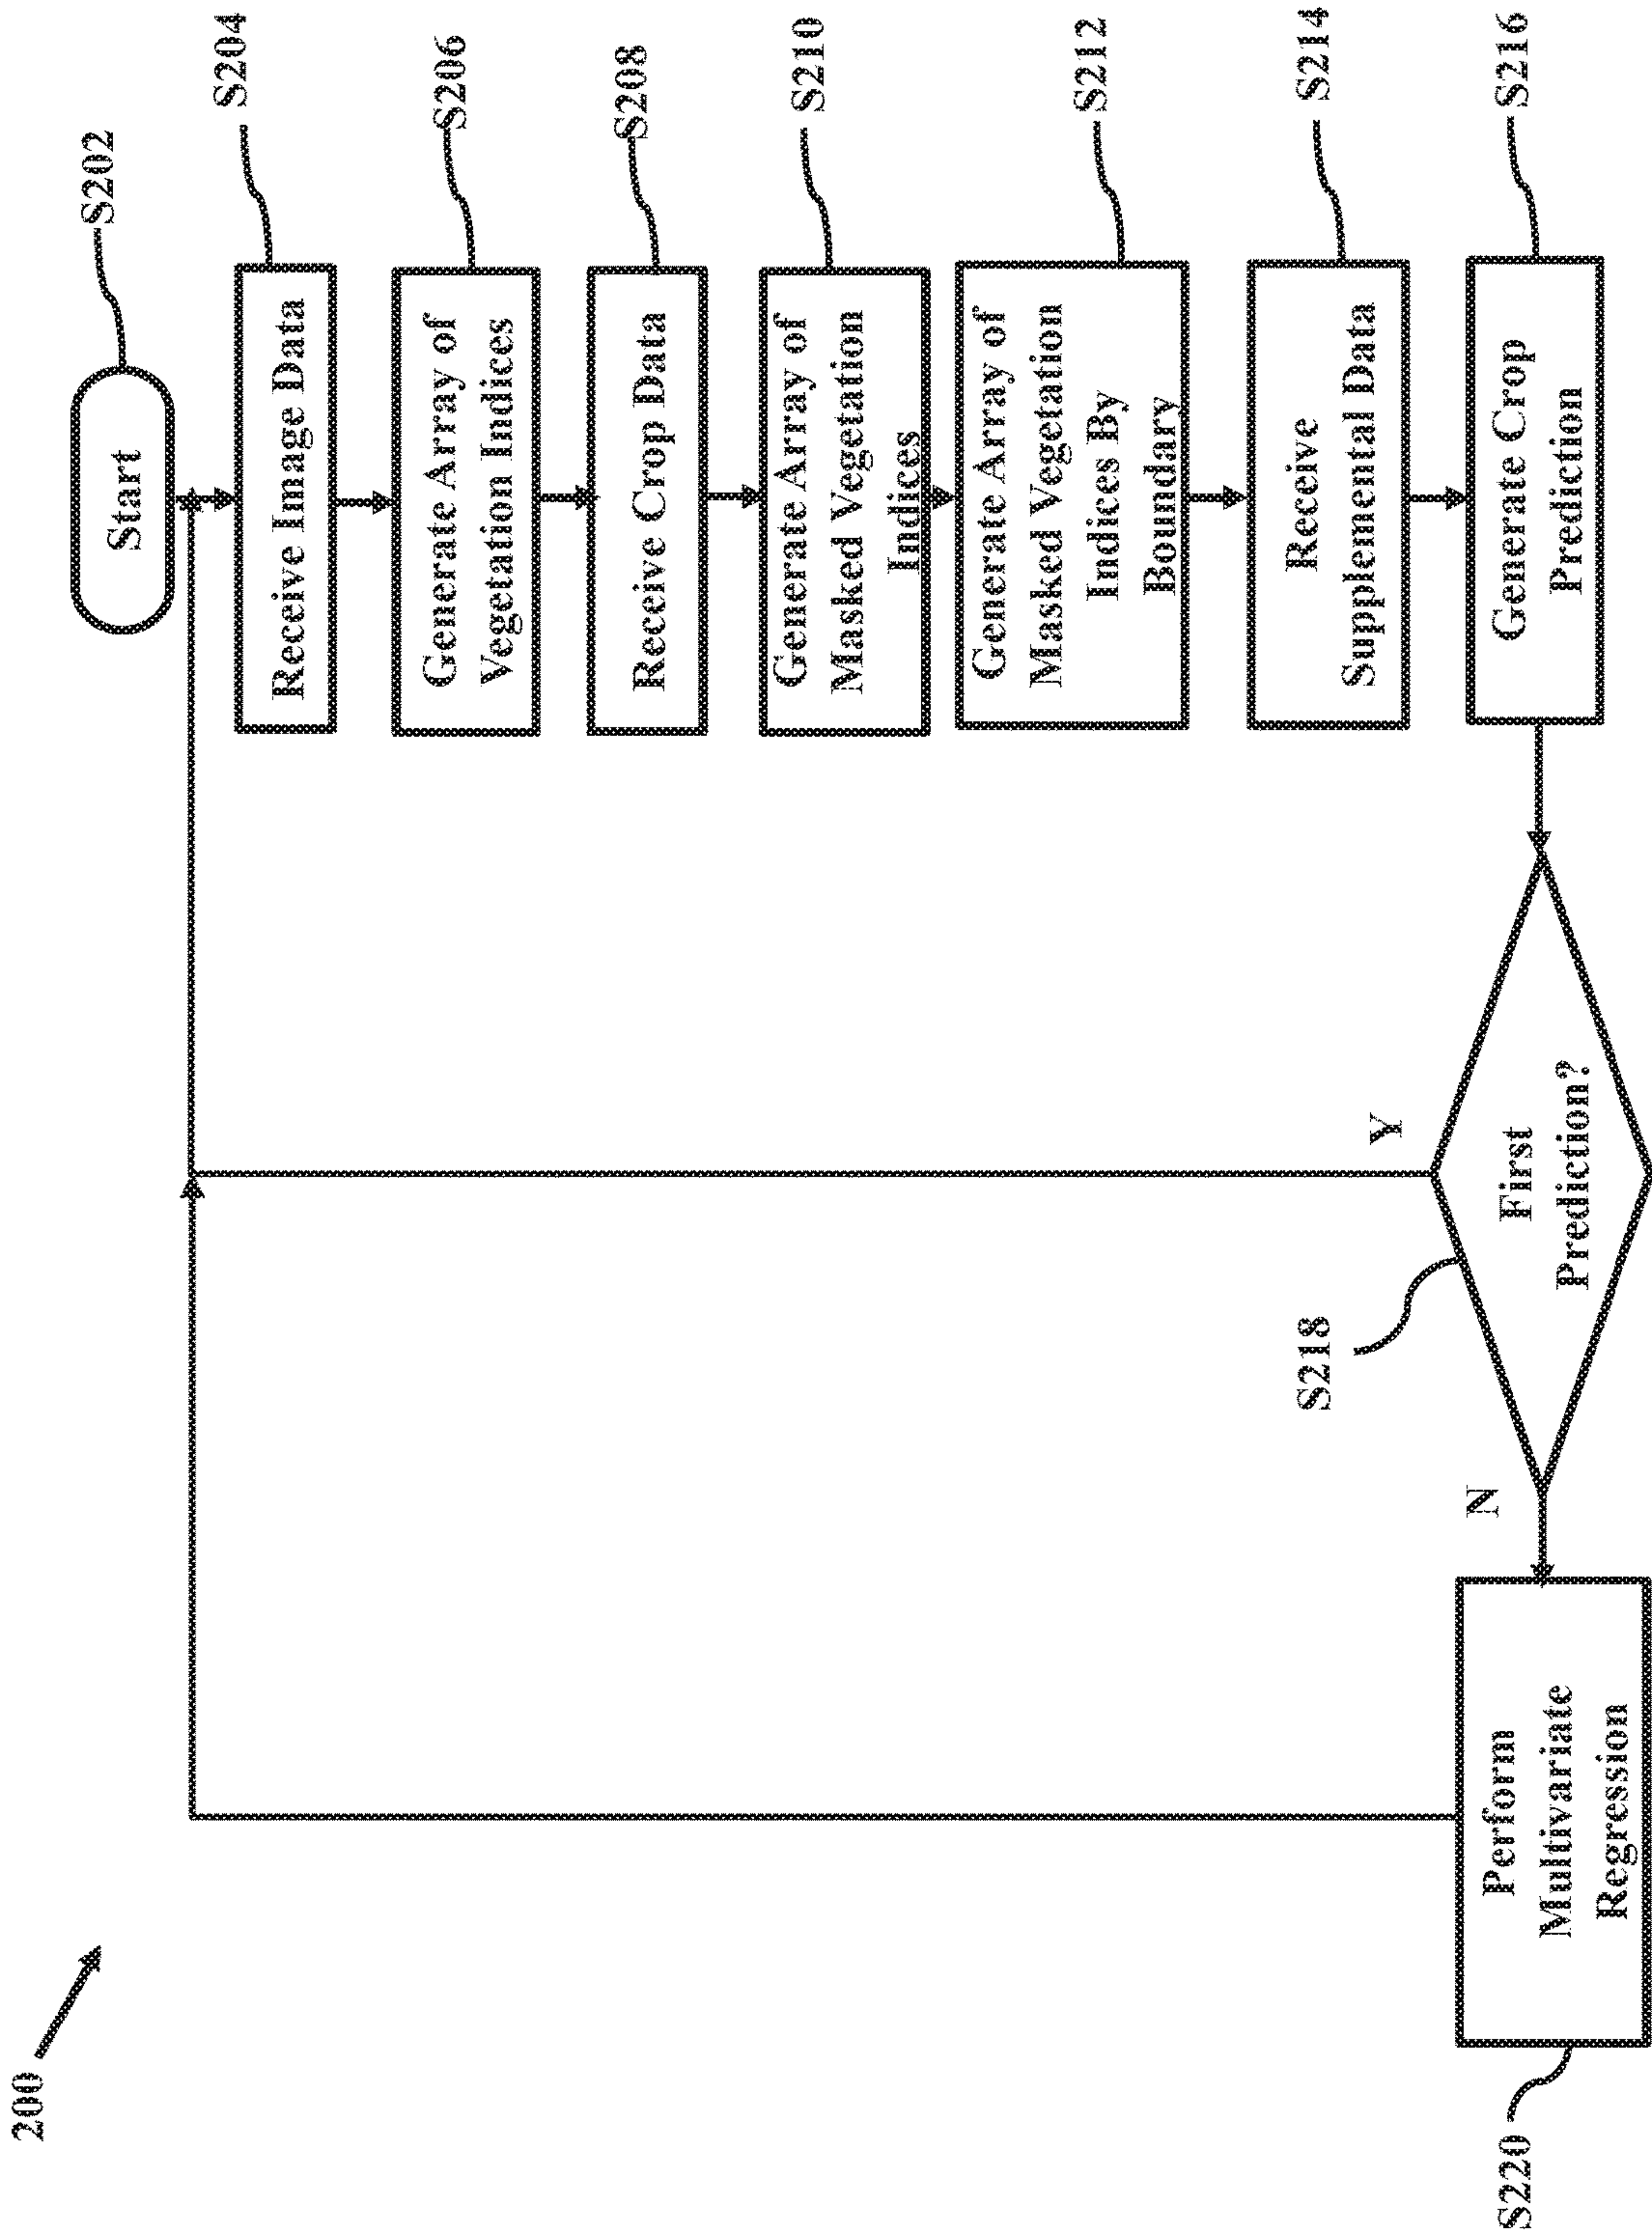 200
Start
S202
Receive Image Data
S204
Generate Array of
Vegetation Indices
S206
Receive Crop Data
S208
Generate Array of
Masked Vegetation
Indices
S210
Generate Array of
Masked Vegetation
Indices By
Boundary
S212
Receive
Supplemental Data
S214
Generate Crop
Prediction
S216
First
Prediction?
S218
Y
N
Perform
Multivariate
Regression
S220